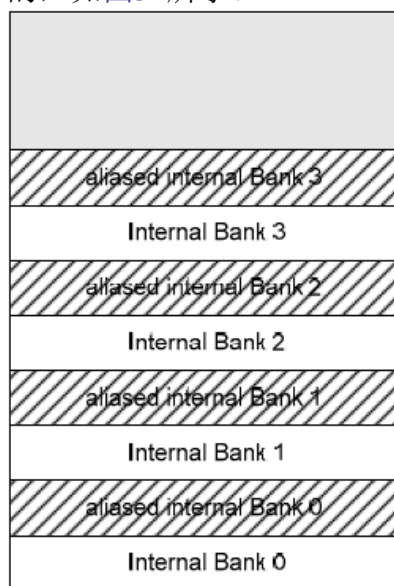 aliased internal Bank 3
Internal Bank 3
aliased internal Bank 2
Internal Bank 2
aliased internal Bank 1
Internal Bank 1
aliased internal Bank 0
Internal Bank 0